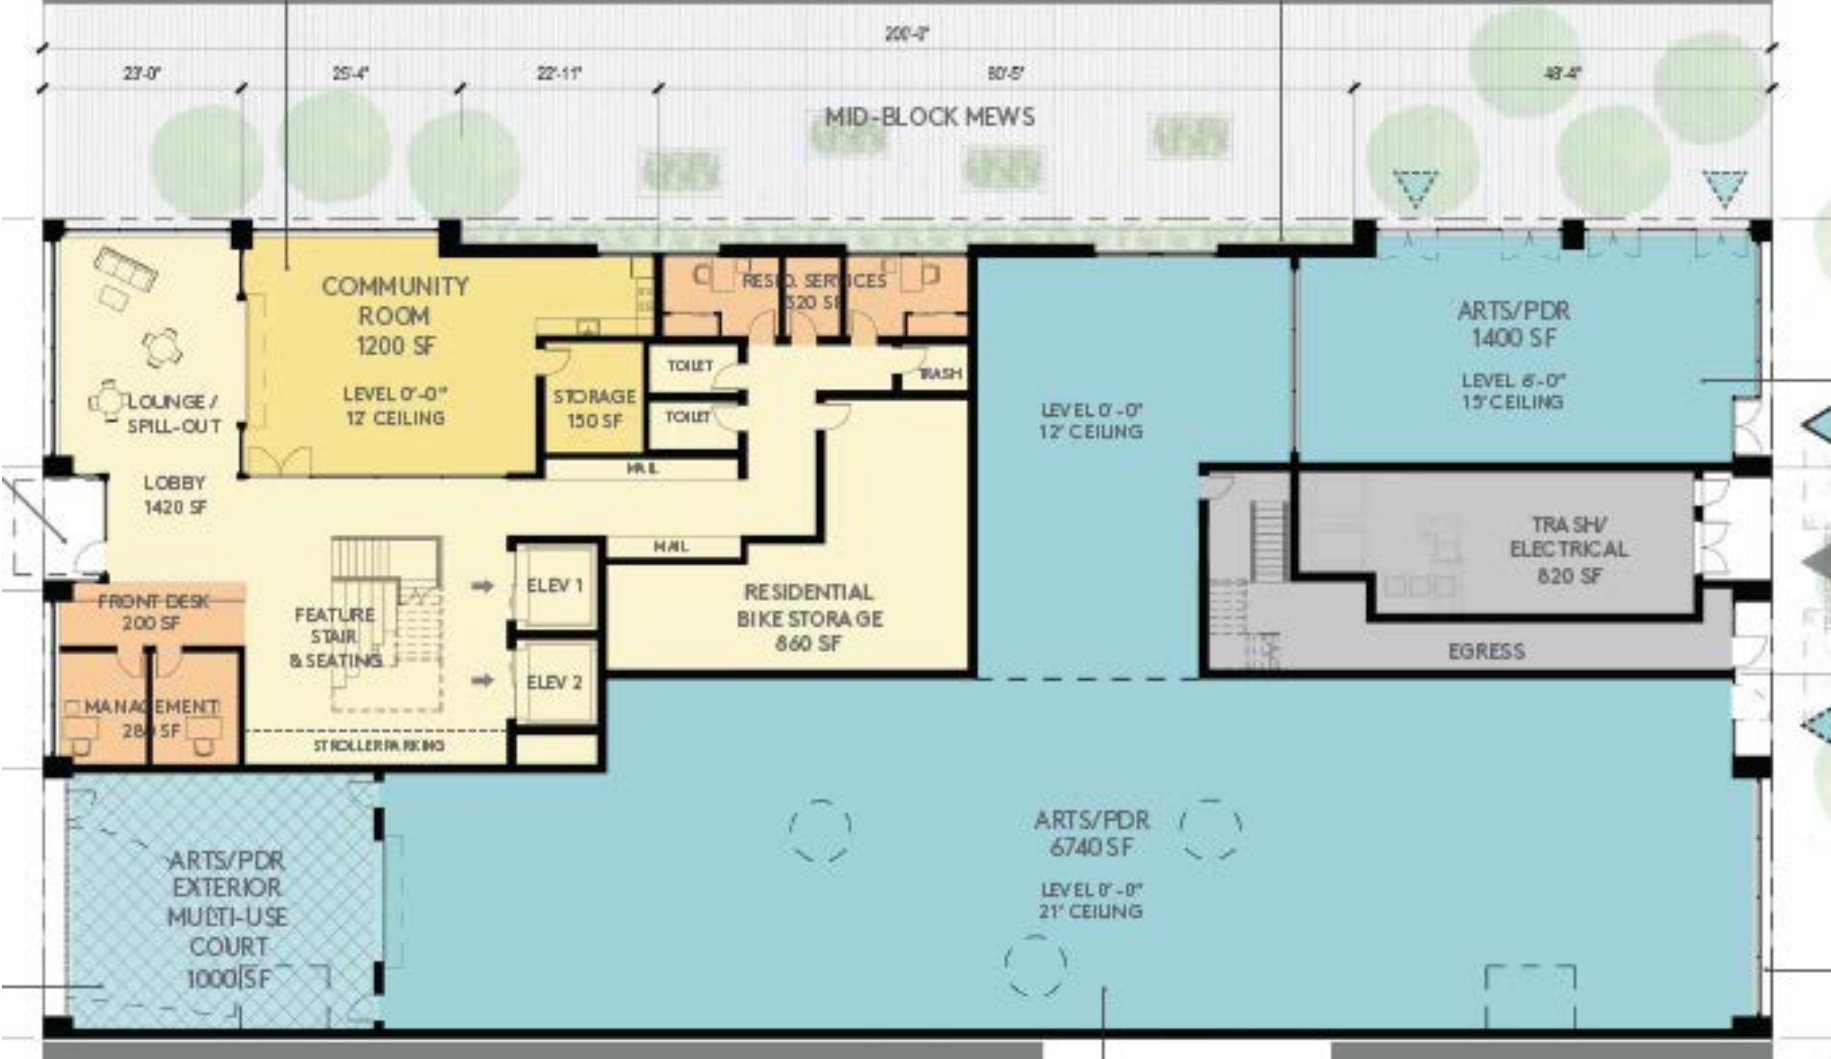 200'-0"
23'-0"
25'-4"
22'-11"
80'-5"
48'-4"
MID-BLOCK MEWS
COMMUNITY
ROOM
1200 SF
LEVEL 0'-0"
12' CEILING
RESID. SERVICES
320 SF
ARTS/PDR
1400 SF
LEVEL 6'-0"
15' CEILING
TOILET
TRASH
STORAGE
150 SF
TOILET
LOUNGE /
SPILL-OUT
LEVEL 0'-0"
12' CEILING
MAIL
LOBBY
1420 SF
MAIL
TRASH/
ELECTRICAL
820 SF
ELEV 1
RESIDENTIAL
BIKE STORAGE
860 SF
FRONT DESK
200 SF
FEATURE
STAIR
& SEATING
EGRESS
ELEV 2
MANAGEMENT
280 SF
STROLLER PARKING
ARTS/PDR
6740 SF
LEVEL 0'-0"
21' CEILING
ARTS/PDR
EXTERIOR
MULTI-USE
COURT
1000 SF